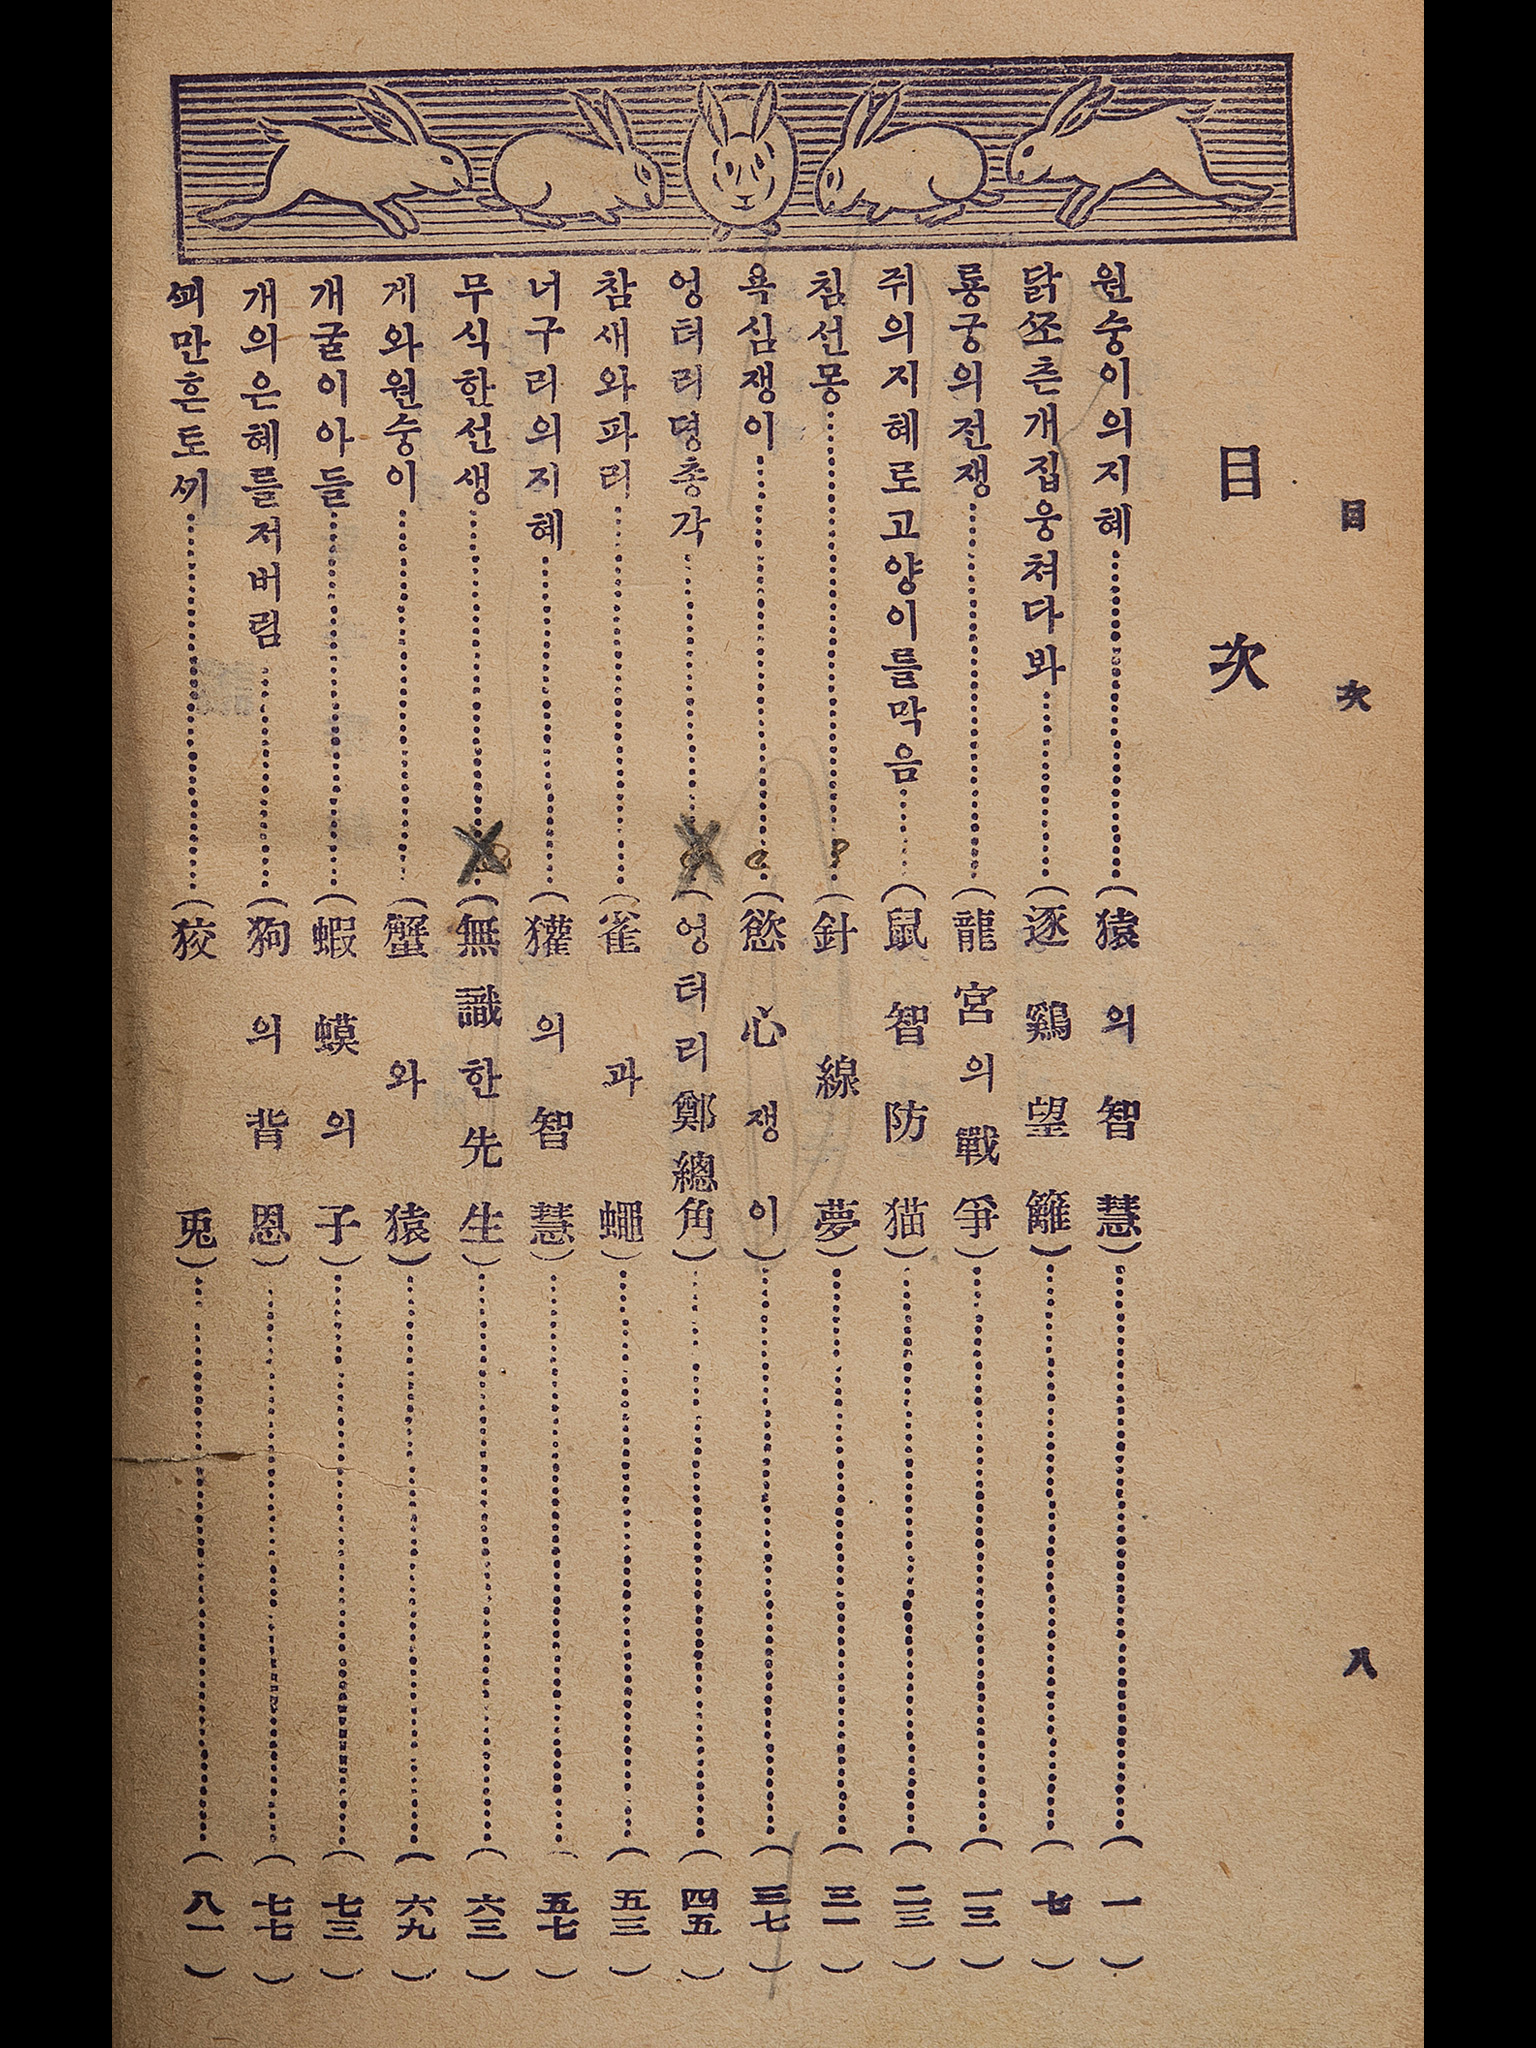 目次 八
目次
원숭이의지혜(猿의智慧)(一)
닭쫏츤개집웅쳐다봐(逐鷄望籬)(七)
룡궁의전쟁(龍宮의戰爭)(一三)
쥐의지혜로고양이를막음(鼠智防猫)(二三)
침선몽(針線夢)(三一)
욕심쟁이(慾心쟁이)(三七)
엉터리뎡총각(엉터리鄭總角)(四五)
참새와파리(雀과蠅)(五三)
너구리의지혜(獾의智慧)(五七)
무식한선생(無識한先生)(六三)
게와원숭이(蟹와猿)(六九)
개굴이아들(蝦蟆의子)(七三)
개의은혜를저버림(狗의背恩)(七七)
꾀만흔토끼(狡兎)(八一)